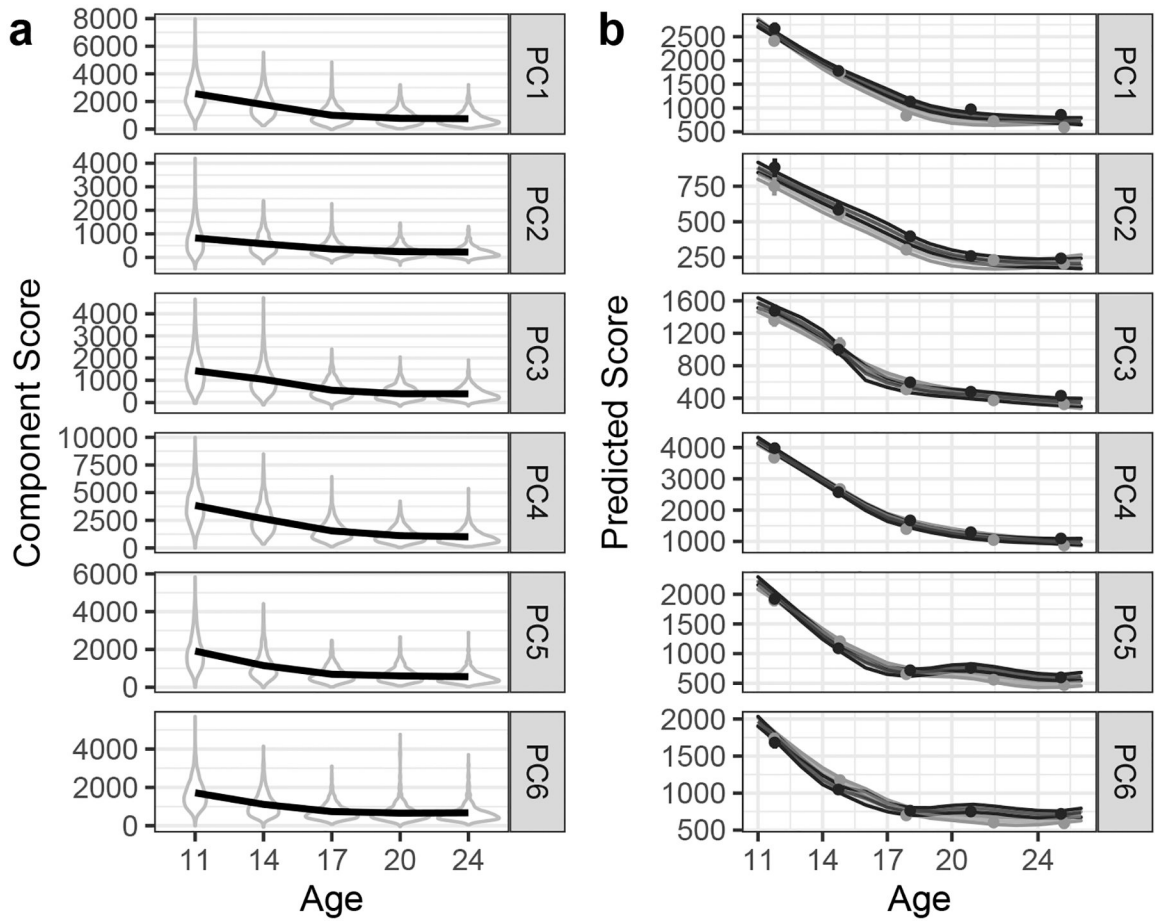 a
Component Score
8000
6000
4000
2000
0
PC1
4000
3000
2000
1000
0
PC2
4000
3000
2000
1000
0
PC3
10000
7500
5000
2500
0
PC4
6000
4000
2000
0
PC5
4000
2000
0
PC6
11 14 17 20 24
Age
b
Predicted Score
2500
2000
1500
1000
500
PC1
750
500
250
PC2
1600
1200
800
400
PC3
4000
3000
2000
1000
PC4
2000
1500
1000
500
PC5
2000
1500
1000
500
PC6
11 14 17 20 24
Age